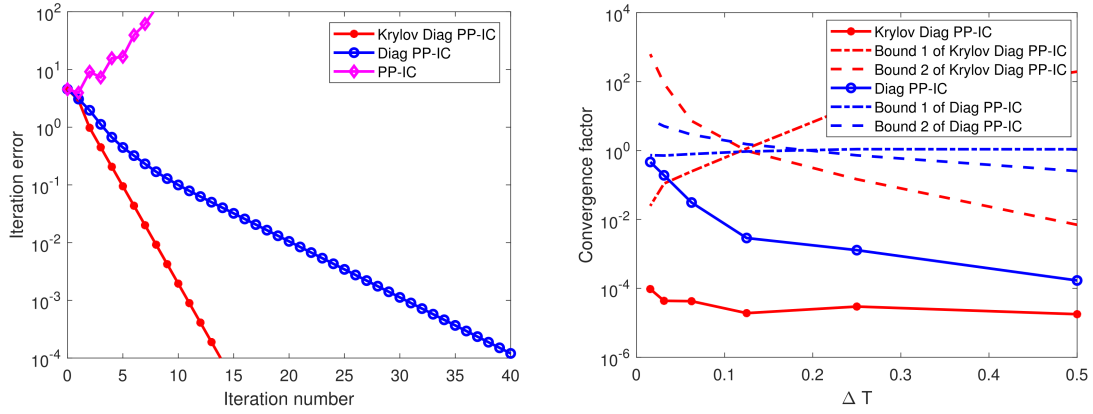 10^2
10^1
10^0
10^-1
10^-2
10^-3
10^-4
Iteration error
0 5 10 15 20 25 30 35 40
Iteration number
Krylov Diag PP-IC
Diag PP-IC
PP-IC
10^4
10^2
10^0
10^-2
10^-4
10^-6
Convergence factor
0 0.1 0.2 0.3 0.4 0.5
Δ T
Krylov Diag PP-IC
Bound 1 of Krylov Diag PP-IC
Bound 2 of Krylov Diag PP-IC
Diag PP-IC
Bound 1 of Diag PP-IC
Bound 2 of Diag PP-IC